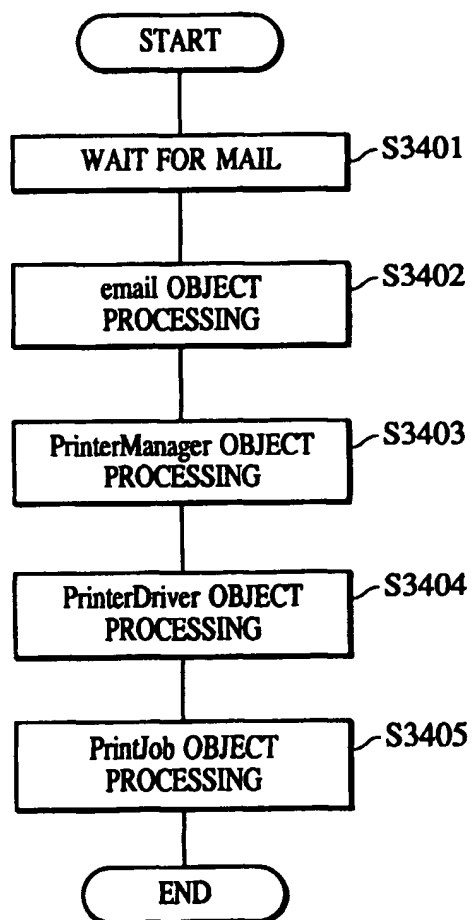 START
WAIT FOR MAIL
S3401
email OBJECT
PROCESSING
S3402
PrinterManager OBJECT
PROCESSING
S3403
PrinterDriver OBJECT
PROCESSING
S3404
PrintJob OBJECT
PROCESSING
S3405
END